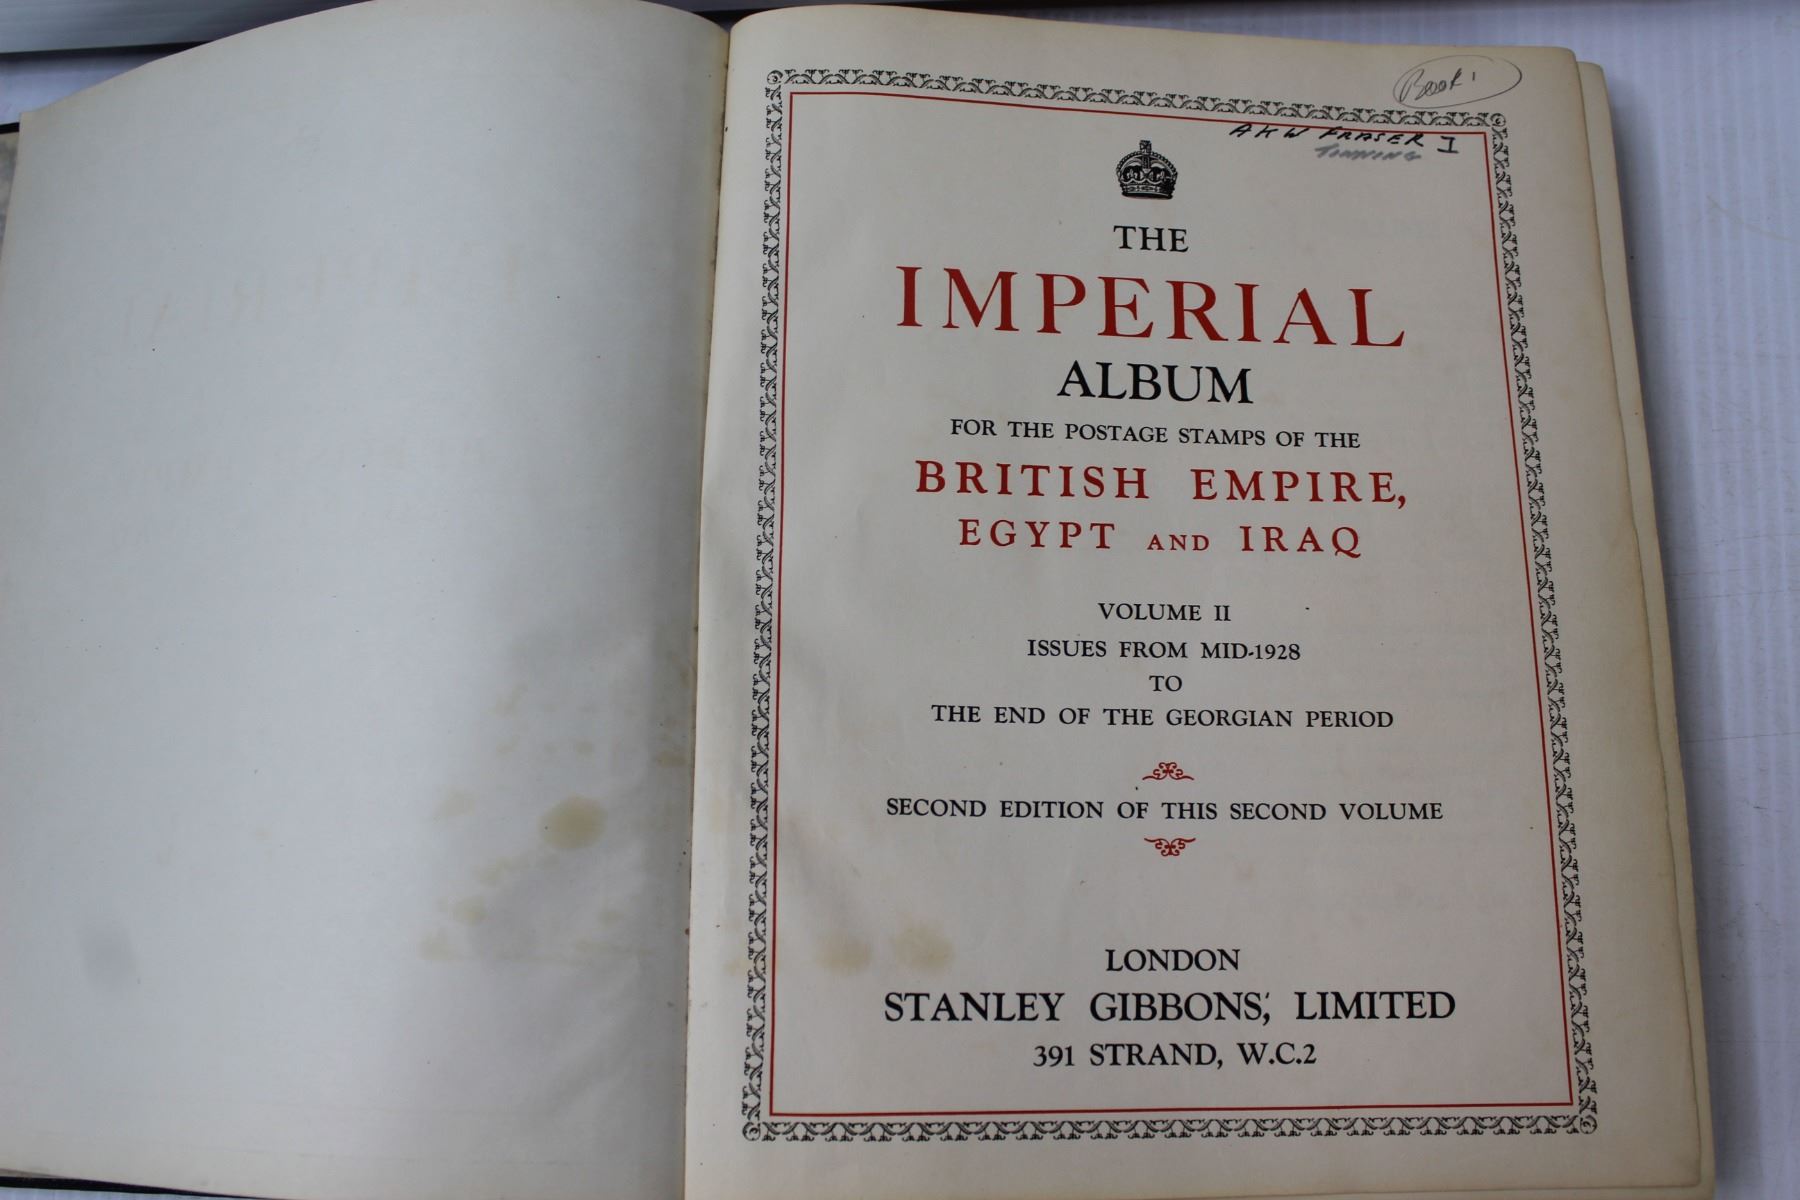 Book 1
AKW FRASER I
THE
IMPERIAL
ALBUM
FOR THE POSTAGE STAMPS OF THE
BRITISH EMPIRE,
EGYPT AND IRAQ
VOLUME II
ISSUES FROM MID-1928
TO
THE END OF THE GEORGIAN PERIOD
SECOND EDITION OF THIS SECOND VOLUME
LONDON
STANLEY GIBBONS, LIMITED
391 STRAND, W.C.2